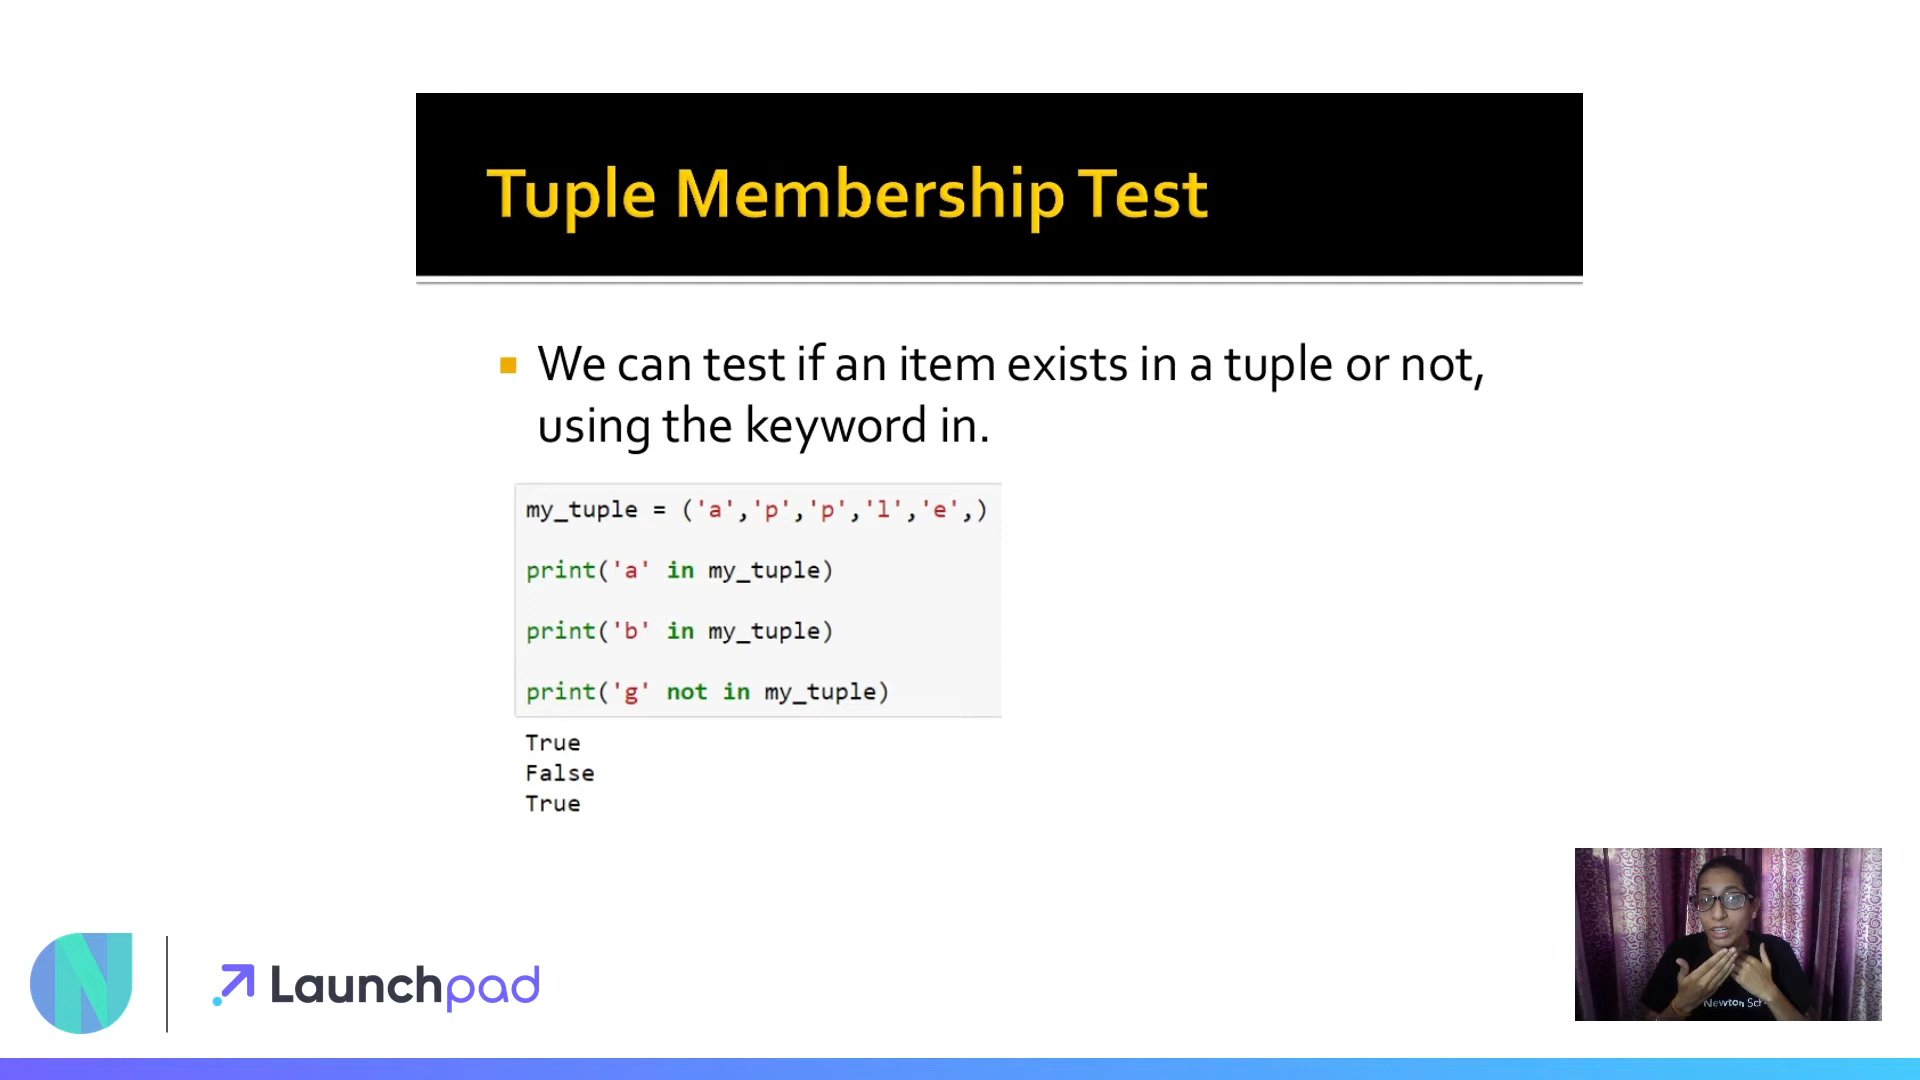 Tuple Membership Test
We can test if an item exists in a tuple or not,
using the keyword in.
my_tuple = ('a','p','p','l','e',)
print('a' in my_tuple)
print('b' in my_tuple)
print('g' not in my_tuple)
True
False
True
Launchpad
Newton Sch